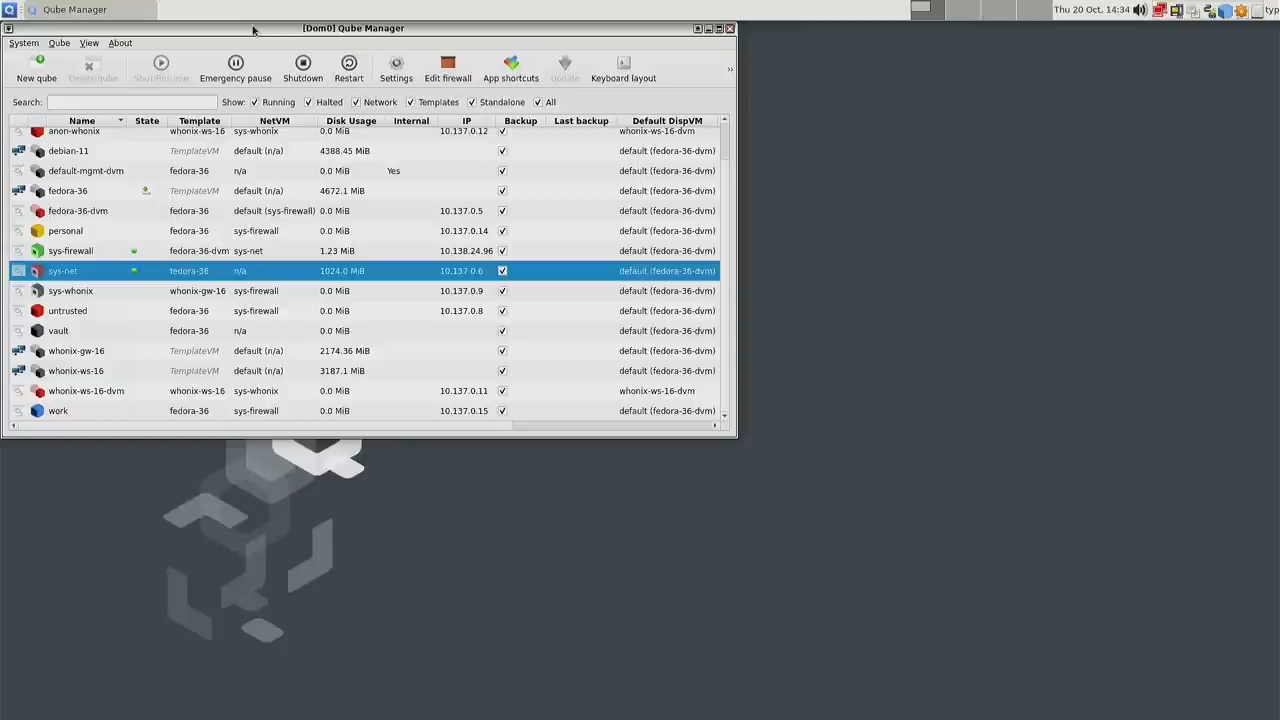 Qube Manager
Thu 20 Oct, 14:34
typ
[Dom0] Qube Manager
System Qube View About
New qube Delete qube Start/Resume Emergency pause Shutdown Restart Settings Edit firewall App shortcuts Update Keyboard layout »
Search: Show: Running Halted Network Templates Standalone All
Name State Template NetVM Disk Usage Internal IP Backup Last backup Default DispVM
anon-whonix whonix-ws-16 sys-whonix 0.0 MiB 10.137.0.12 whonix-ws-16-dvm
debian-11 TemplateVM default (n/a) 4388.45 MiB default (fedora-36-dvm)
default-mgmt-dvm fedora-36 n/a 0.0 MiB Yes default (fedora-36-dvm)
fedora-36 TemplateVM default (n/a) 4672.1 MiB default (fedora-36-dvm)
fedora-36-dvm fedora-36 default (sys-firewall) 0.0 MiB 10.137.0.5 default (fedora-36-dvm)
personal fedora-36 sys-firewall 0.0 MiB 10.137.0.14 default (fedora-36-dvm)
sys-firewall fedora-36-dvm sys-net 1.23 MiB 10.138.24.96 default (fedora-36-dvm)
sys-net fedora-36 n/a 1024.0 MiB 10.137.0.6 default (fedora-36-dvm)
sys-whonix whonix-gw-16 sys-firewall 0.0 MiB 10.137.0.9 default (fedora-36-dvm)
untrusted fedora-36 sys-firewall 0.0 MiB 10.137.0.8 default (fedora-36-dvm)
vault fedora-36 n/a 0.0 MiB default (fedora-36-dvm)
whonix-gw-16 TemplateVM default (n/a) 2174.36 MiB default (fedora-36-dvm)
whonix-ws-16 TemplateVM default (n/a) 3187.1 MiB default (fedora-36-dvm)
whonix-ws-16-dvm whonix-ws-16 sys-whonix 0.0 MiB 10.137.0.11 whonix-ws-16-dvm
work fedora-36 sys-firewall 0.0 MiB 10.137.0.15 default (fedora-36-dvm)